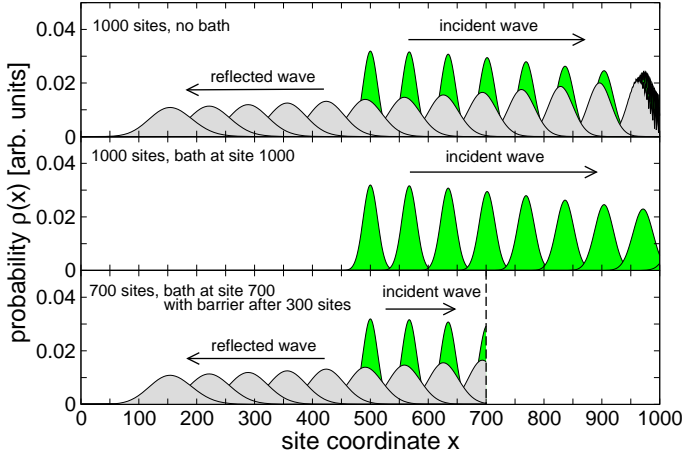 1000 sites, no bath
incident wave
reflected wave
0.04
0.02
0
1000 sites, bath at site 1000
incident wave
0.04
0.02
0
probability ρ(x) [arb. units]
700 sites, bath at site 700
with barrier after 300 sites
incident wave
reflected wave
0.04
0.02
0
0 100 200 300 400 500 600 700 800 900 1000
site coordinate x